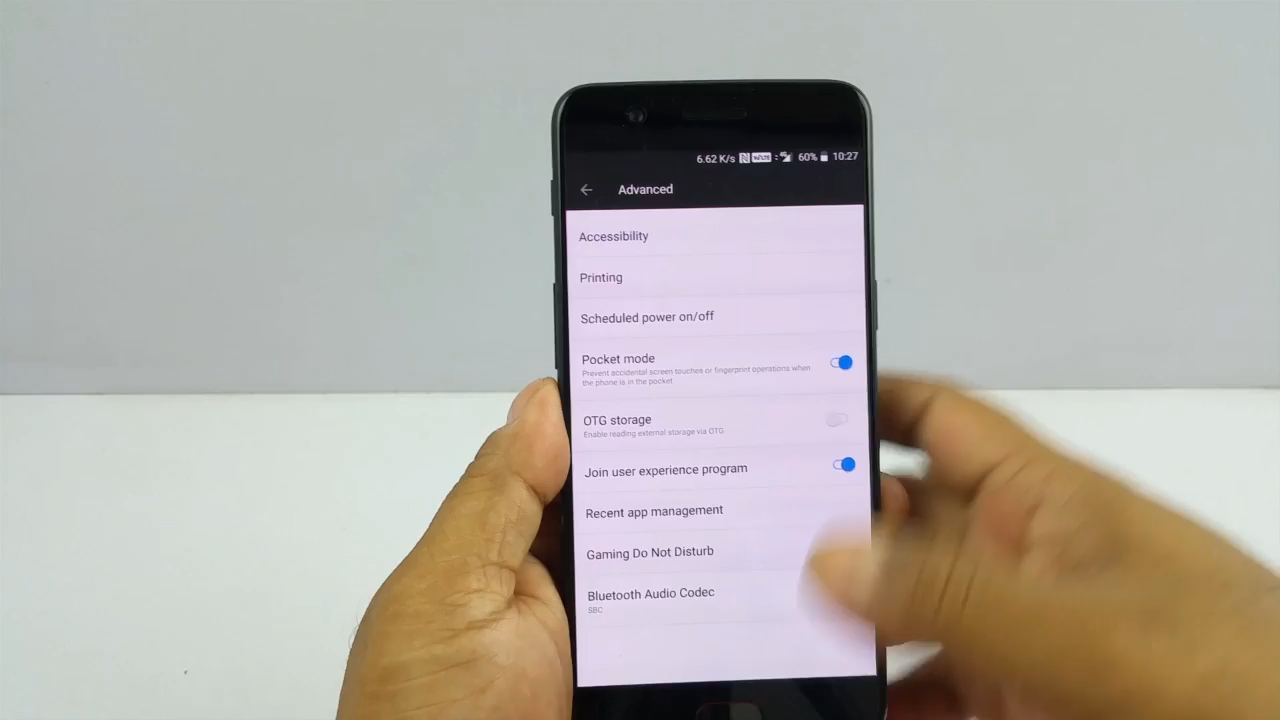 6.62 K/s VoLTE 4G 60% 10:27
Advanced
Accessibility
Printing
Scheduled power on/off
Pocket mode
Prevent accidental screen touches or fingerprint operations when
the phone is in the pocket
OTG storage
Enable reading external storage via OTG
Join user experience program
Recent app management
Gaming Do Not Disturb
Bluetooth Audio Codec
SBC